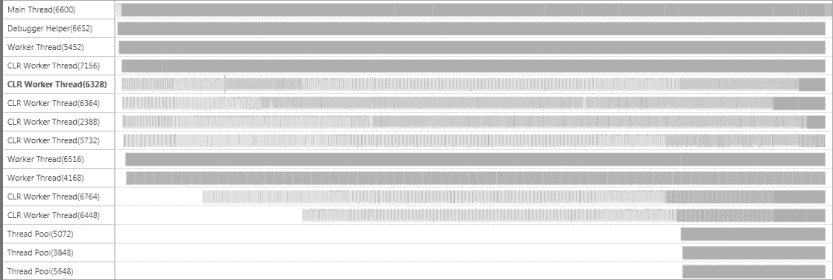 Main Thread(6600)
Debugger Helper(6652)
Worker Thread(5452)
CLR Worker Thread(7156)
CLR Worker Thread(6328)
CLR Worker Thread(6364)
CLR Worker Thread(2388)
CLR Worker Thread(5732)
Worker Thread(6516)
Worker Thread(4168)
CLR Worker Thread(6764)
CLR Worker Thread(6448)
Thread Pool(5072)
Thread Pool(3848)
Thread Pool(5648)